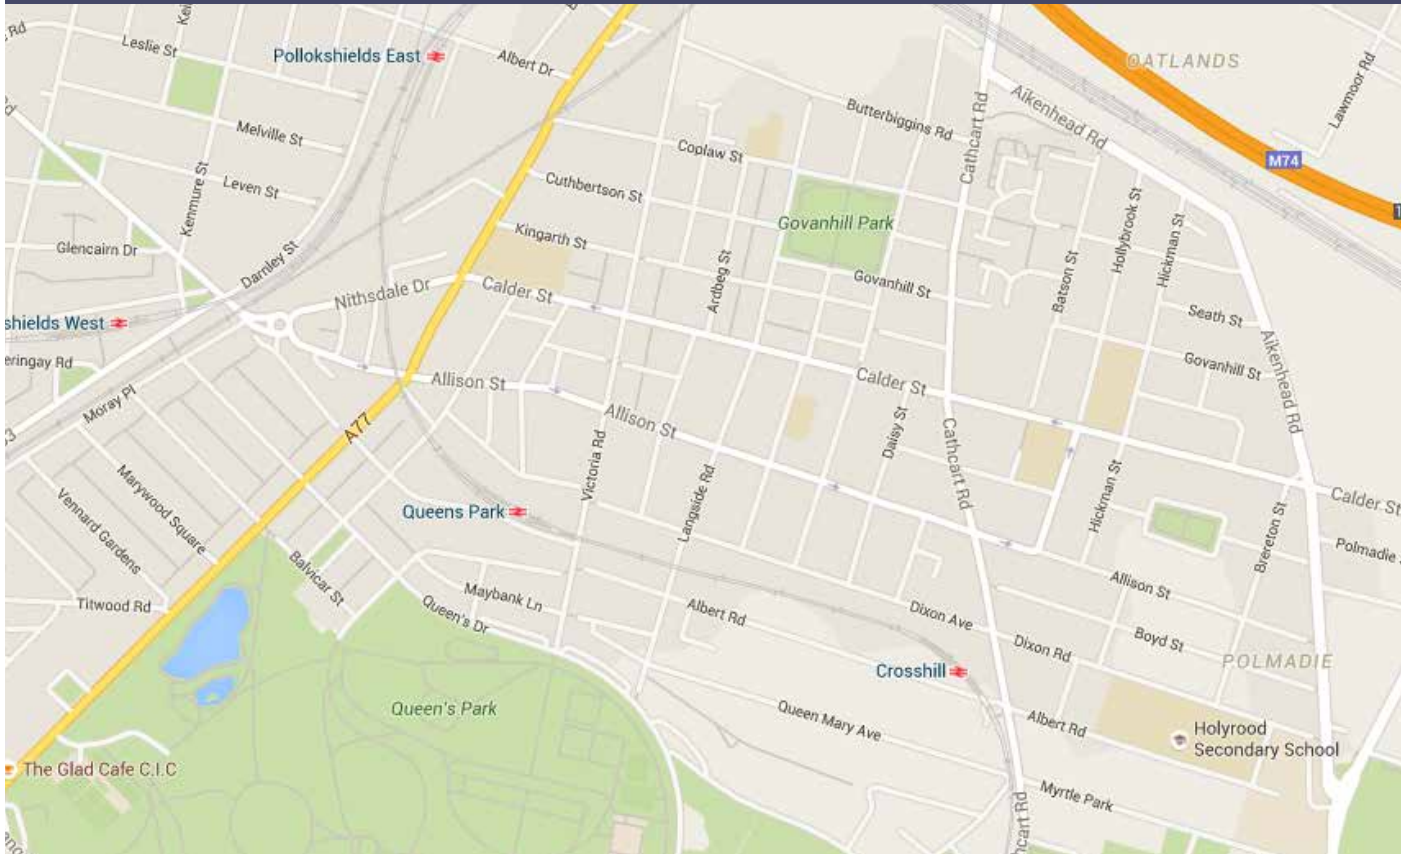 Rd
Leslie St
Pollokshields East
Albert Dr
OATLANDS
Lawmoor Rd
Aikenhead Rd
Butterbiggins Rd
Cathcart Rd
M74
Melville St
Coplaw St
Leven St
Kenmure St
Cuthbertson St
Govanhill Park
Kingarth St
Glencairn Dr
Darnley St
Nithsdale Dr
Calder St
Ardbeg St
Govanhill St
Batson St
Hollybrook St
Hickman St
Seath St
Govanhill St
Aikenhead Rd
shields West
eringay Rd
Moray Pl
Allison St
Calder St
Allison St
A77
Daisy St
Cathcart Rd
Victoria Rd
Langside Rd
Hickman St
Calder St
Brereton St
Polmadie
Marywood Square
Vennard Gardens
Queens Park
Balvicar St
Titwood Rd
Maybank Ln
Queen's Dr
Albert Rd
Dixon Ave
Dixon Rd
Allison St
Boyd St
POLMADIE
Crosshill
Queen's Park
Queen Mary Ave
Albert Rd
Holyrood
Secondary School
The Glad Cafe C.I.C
Myrtle Park
hcart Rd